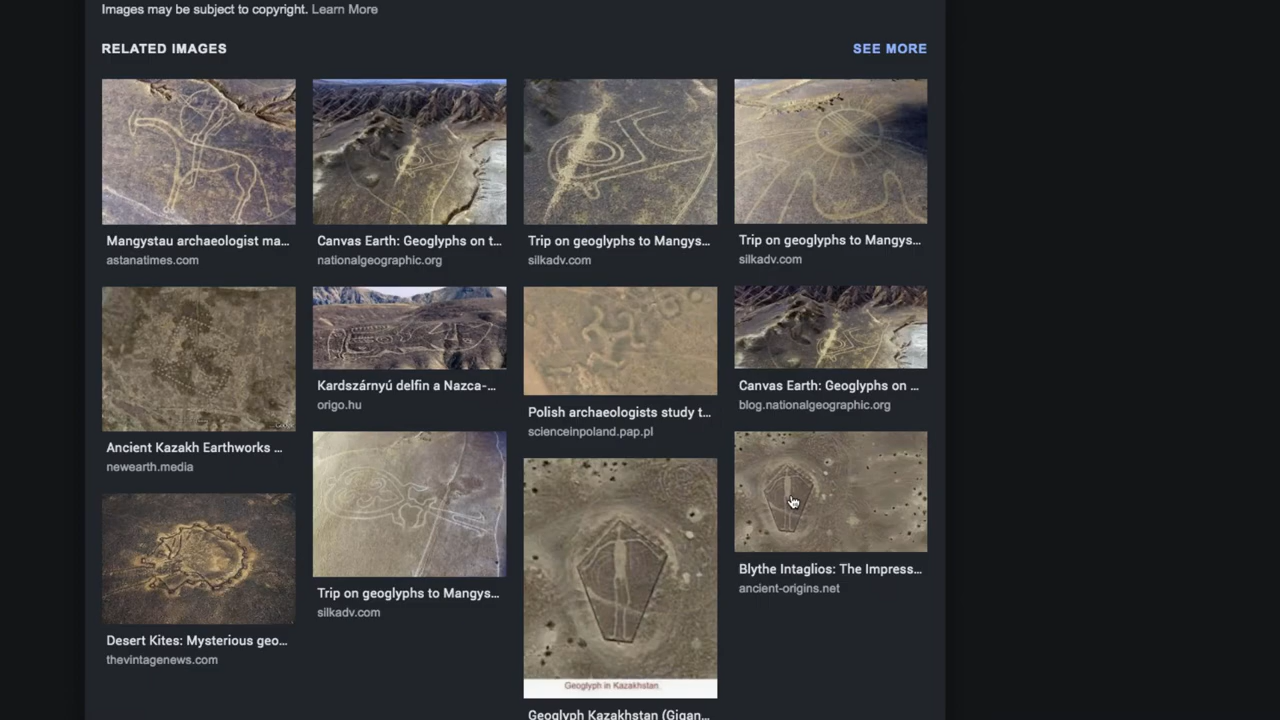 Images may be subject to copyright. Learn More
RELATED IMAGES
SEE MORE
Mangystau archaeologist ma...
astanatimes.com
Canvas Earth: Geoglyphs on t...
nationalgeographic.org
Trip on geoglyphs to Mangys...
silkadv.com
Trip on geoglyphs to Mangys...
silkadv.com
Ancient Kazakh Earthworks ...
newearth.media
Kardszárnyú delfin a Nazca-...
origo.hu
Polish archaeologists study t...
scienceinpoland.pap.pl
Canvas Earth: Geoglyphs on ...
blog.nationalgeographic.org
Desert Kites: Mysterious geo...
thevintagenews.com
Trip on geoglyphs to Mangys...
silkadv.com
Geoglyph in Kazakhstan
Geoglyph Kazakhstan (Gigan...
Blythe Intaglios: The Impress...
ancient-origins.net